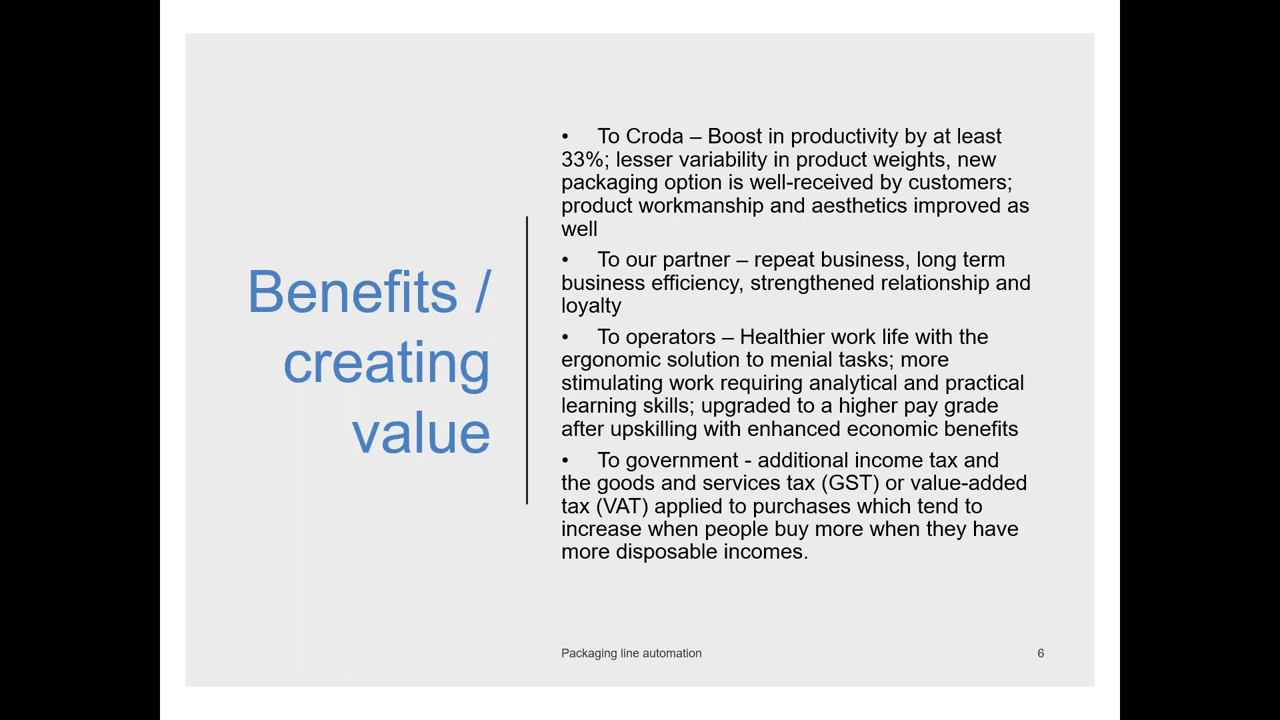 Benefits /
creating
value
• To Croda – Boost in productivity by at least
33%; lesser variability in product weights, new
packaging option is well-received by customers;
product workmanship and aesthetics improved as
well
• To our partner – repeat business, long term
business efficiency, strengthened relationship and
loyalty
• To operators – Healthier work life with the
ergonomic solution to menial tasks; more
stimulating work requiring analytical and practical
learning skills; upgraded to a higher pay grade
after upskilling with enhanced economic benefits
• To government - additional income tax and
the goods and services tax (GST) or value-added
tax (VAT) applied to purchases which tend to
increase when people buy more when they have
more disposable incomes.
Packaging line automation
6